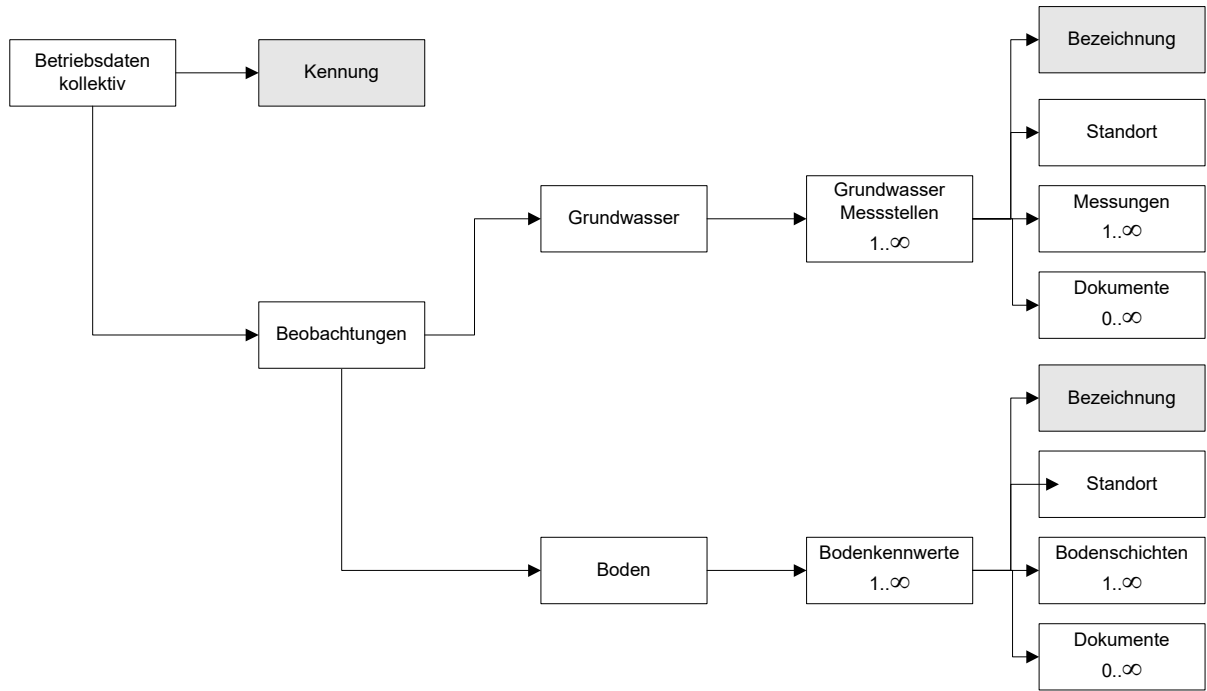 Betriebsdaten
kollektiv
Kennung
Beobachtungen
Grundwasser
Grundwasser
Messstellen
1..∞
Bezeichnung
Standort
Messungen
1..∞
Dokumente
0..∞
Boden
Bodenkennwerte
1..∞
Bezeichnung
Standort
Bodenschichten
1..∞
Dokumente
0..∞